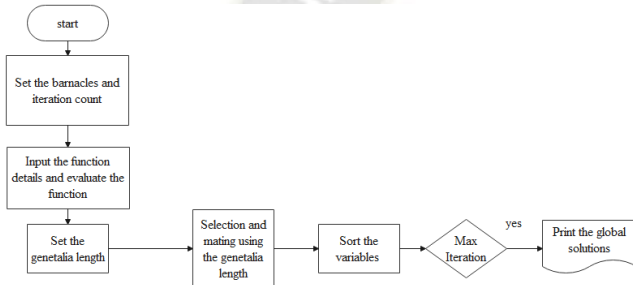 start
Set the barnacles and
iteration count
Input the function
details and evaluate the
function
Set the
genetalia length
Selection and
mating using
the genetalia
length
Sort the
variables
Max
Iteration
yes
Print the global
solutions